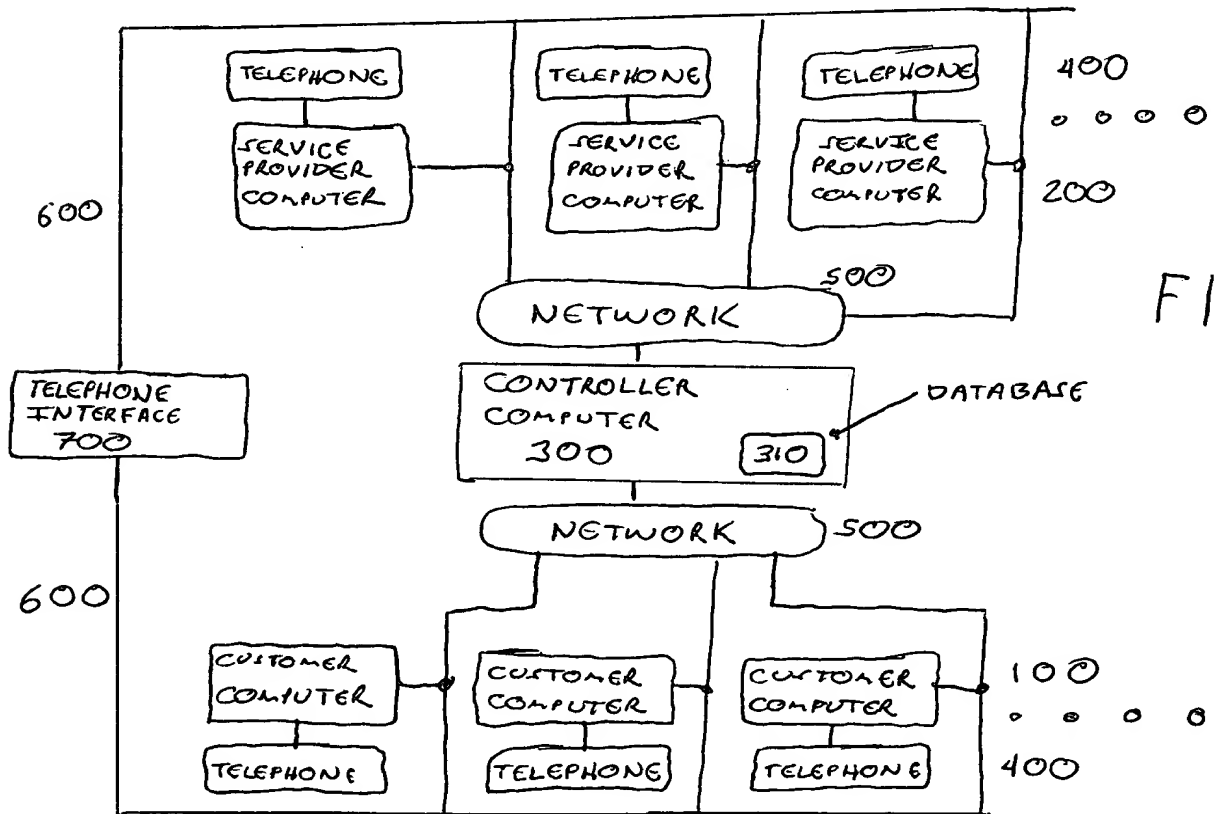 TELEPHONE TELEPHONE TELEPHONE 400
SERVICE PROVIDER COMPUTER
SERVICE PROVIDER COMPUTER
SERVICE PROVIDER COMPUTER
200
600
500
NETWORK
FI
CONTROLLER
COMPUTER
300
310
DATABASE
TELEPHONE
INTERFACE
700
NETWORK
500
600
CUSTOMER
COMPUTER
CUSTOMER
COMPUTER
CUSTOMER
COMPUTER
100
TELEPHONE TELEPHONE TELEPHONE 400